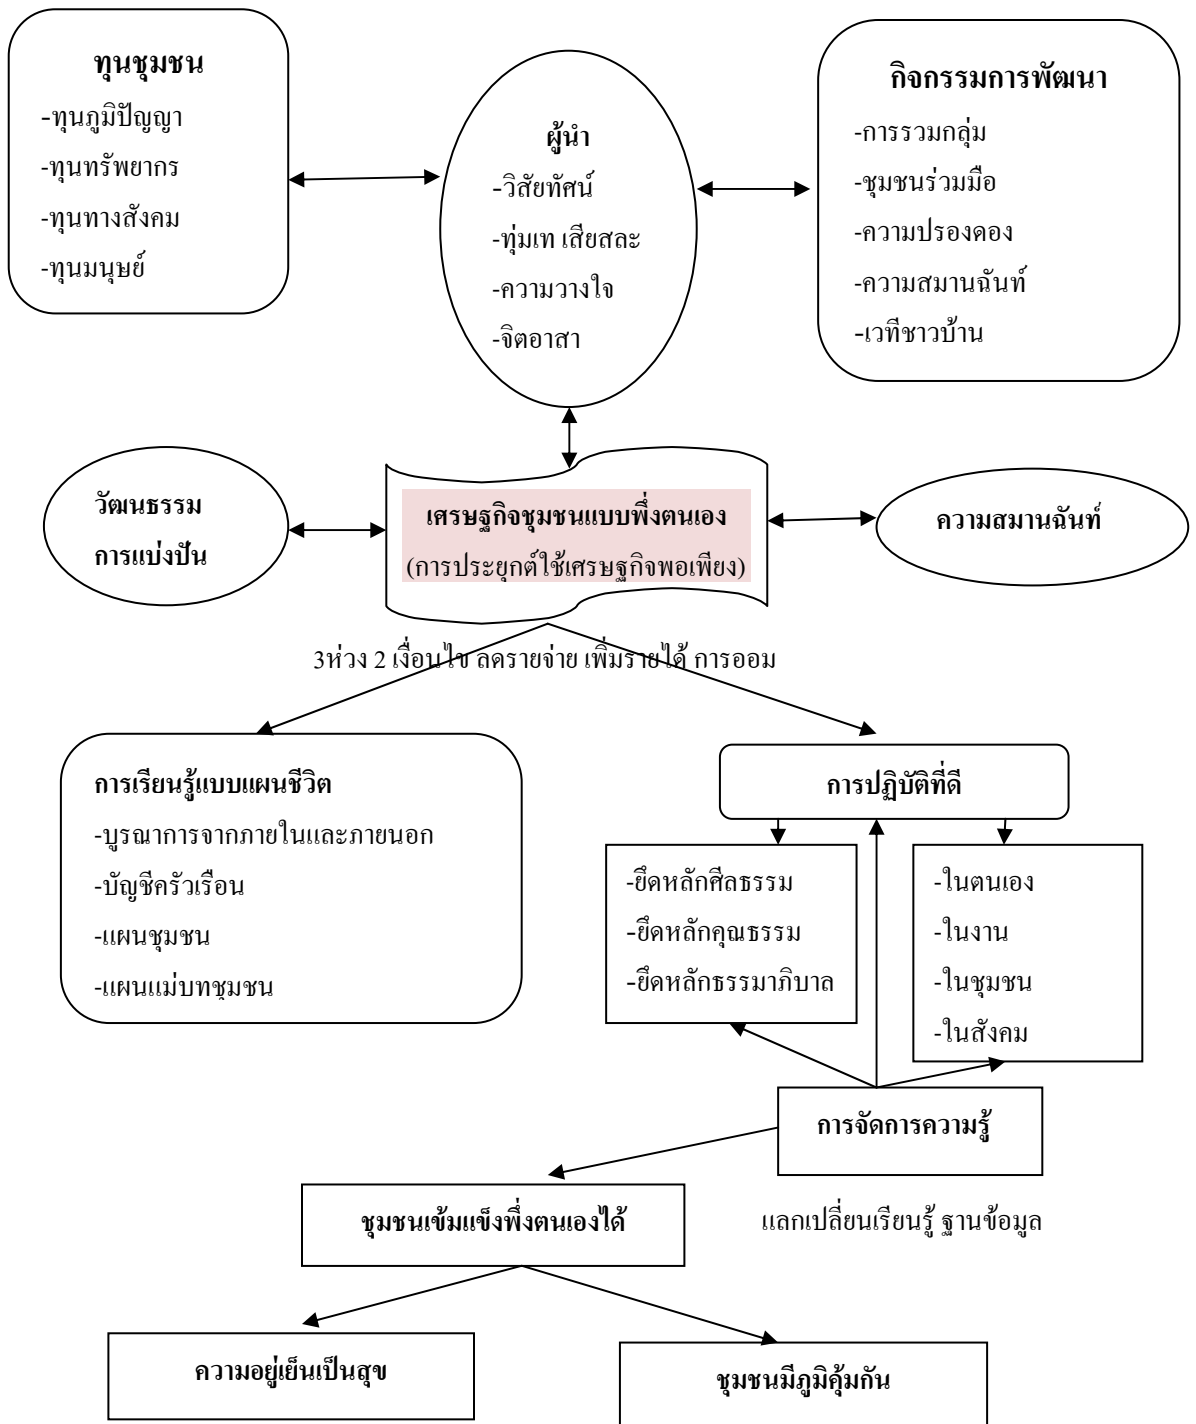 ทุนชุมชน
-ทุนภูมิปัญญา
-ทุนทรัพยากร
-ทุนทางสังคม
-ทุนมนุษย์
ผู้นำ
-วิสัยทัศน์
-ทุ่มเท เสียสละ
-ความวางใจ
-จิตอาสา
กิจกรรมการพัฒนา
-การรวมกลุ่ม
-ชุมชนร่วมมือ
-ความปรองดอง
-ความสมานฉันท์
-เวทีชาวบ้าน
วัฒนธรรม
การแบ่งปัน
เศรษฐกิจชุมชนแบบพึ่งตนเอง
(การประยุกต์ใช้เศรษฐกิจพอเพียง)
ความสมานฉันท์
3ห่วง 2 เงื่อนไข ลดรายจ่าย เพิ่มรายได้ การออม
การเรียนรู้แบบแผนชีวิต
-บูรณาการจากภายในและภายนอก
-บัญชีครัวเรือน
-แผนชุมชน
-แผนแม่บทชุมชน
การปฏิบัติที่ดี
-ยึดหลักศีลธรรม
-ยึดหลักคุณธรรม
-ยึดหลักธรรมาภิบาล
-ในตนเอง
-ในงาน
-ในชุมชน
-ในสังคม
การจัดการความรู้
แลกเปลี่ยนเรียนรู้ ฐานข้อมูล
ชุมชนเข้มแข็งพึ่งตนเองได้
ความอยู่เย็นเป็นสุข
ชุมชนมีภูมิคุ้มกัน